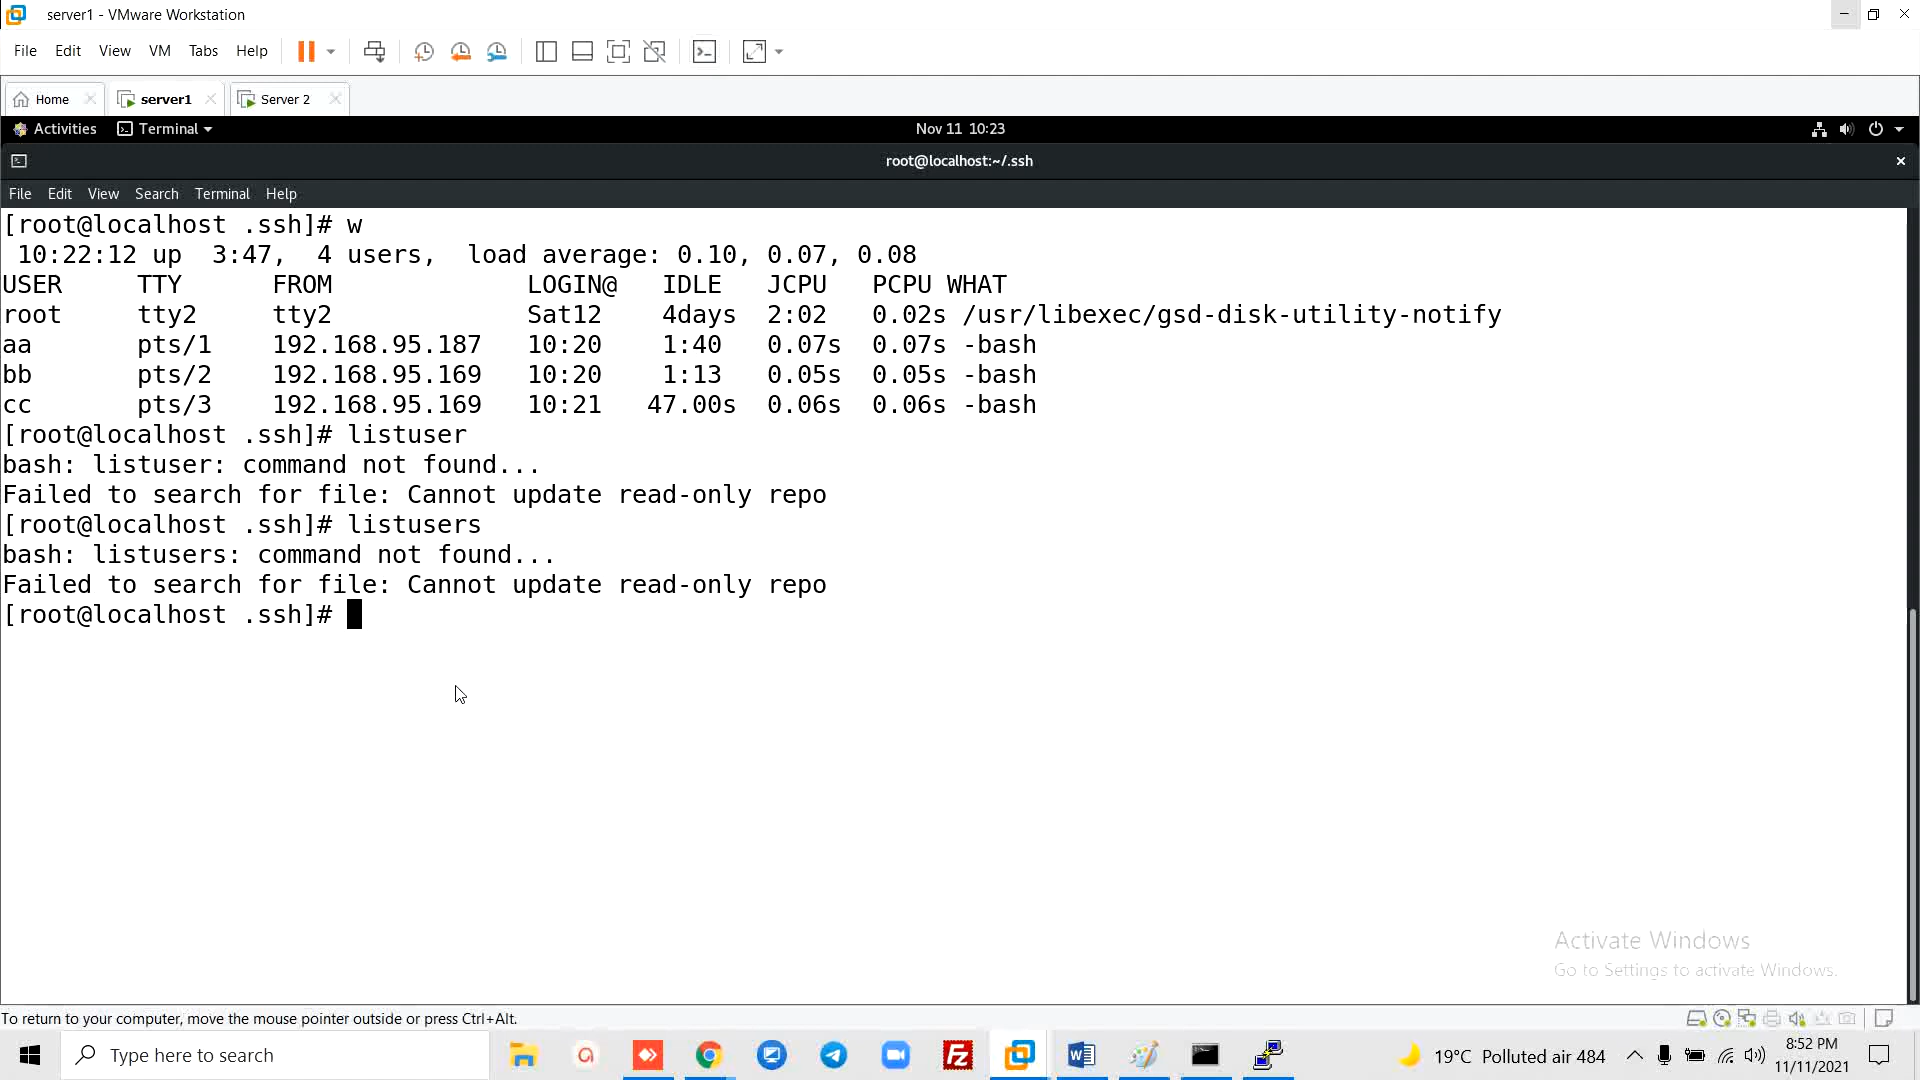 server1 - VMware Workstation
File Edit View VM Tabs Help
Home server1 Server 2
Activities Terminal Nov 11 10:23
root@localhost:~/.ssh
File Edit View Search Terminal Help
[root@localhost .ssh]# w
10:22:12 up 3:47, 4 users, load average: 0.10, 0.07, 0.08
USER TTY FROM LOGIN@ IDLE JCPU PCPU WHAT
root tty2 tty2 Sat12 4days 2:02 0.02s /usr/libexec/gsd-disk-utility-notify
aa pts/1 192.168.95.187 10:20 1:40 0.07s 0.07s -bash
bb pts/2 192.168.95.169 10:20 1:13 0.05s 0.05s -bash
cc pts/3 192.168.95.169 10:21 47.00s 0.06s 0.06s -bash
[root@localhost .ssh]# listuser
bash: listuser: command not found...
Failed to search for file: Cannot update read-only repo
[root@localhost .ssh]# listusers
bash: listusers: command not found...
Failed to search for file: Cannot update read-only repo
[root@localhost .ssh]#
Activate Windows
Go to Settings to activate Windows.
To return to your computer, move the mouse pointer outside or press Ctrl+Alt.
Type here to search
19°C Polluted air 484
8:52 PM
11/11/2021